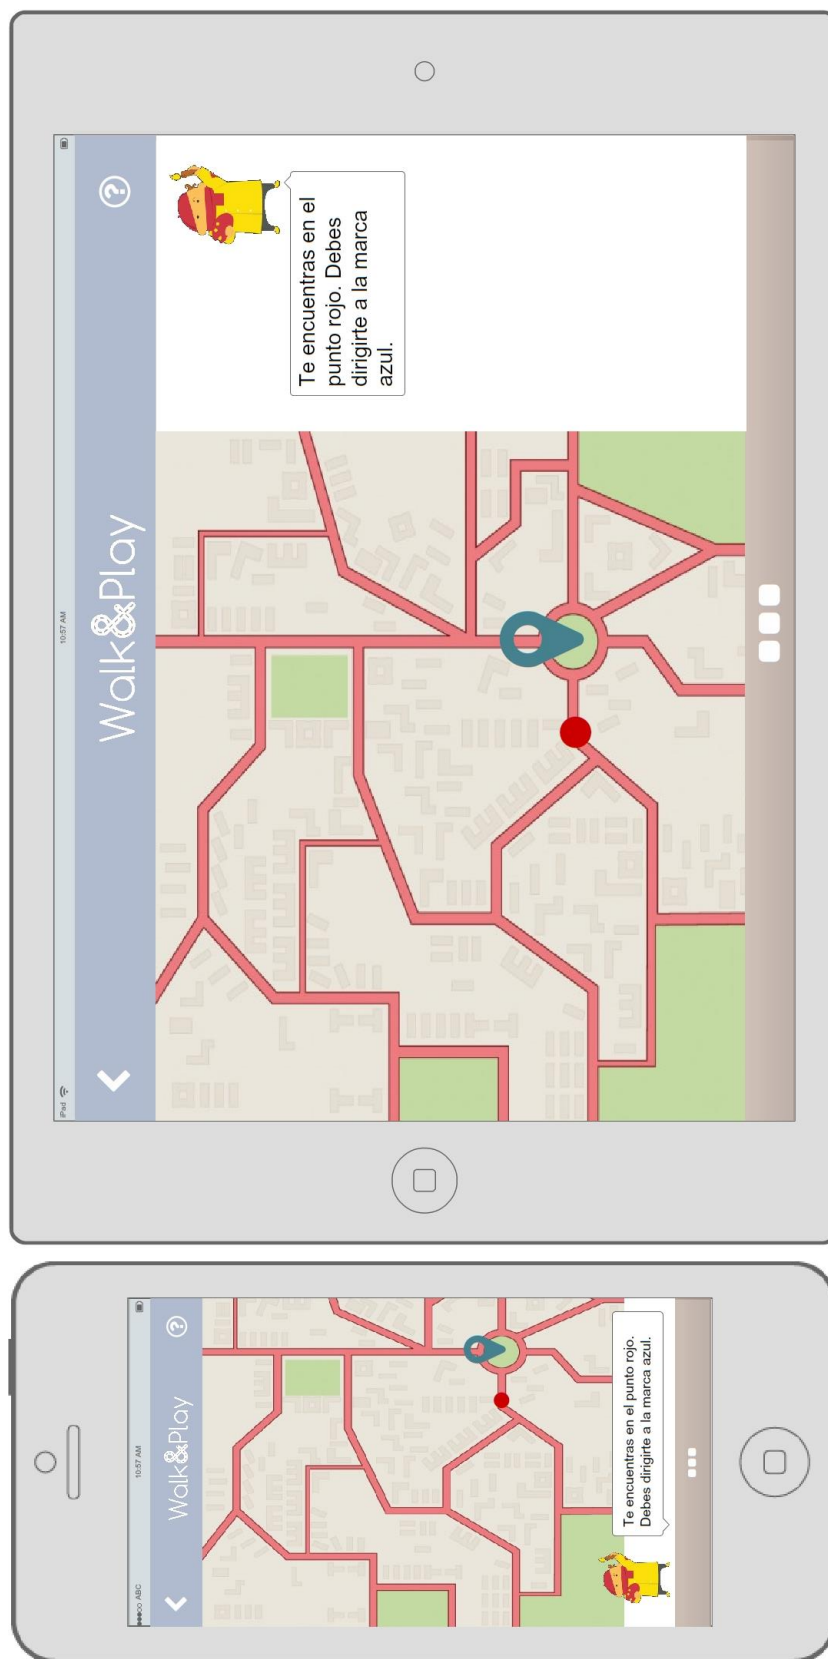 iPad
10:57 AM
Walk&Play
?
Te encuentras en el
punto rojo. Debes
dirigirte a la marca
azul.
ABC
10:57 AM
Walk&Play
?
Te encuentras en el punto rojo.
Debes dirigirte a la marca azul.